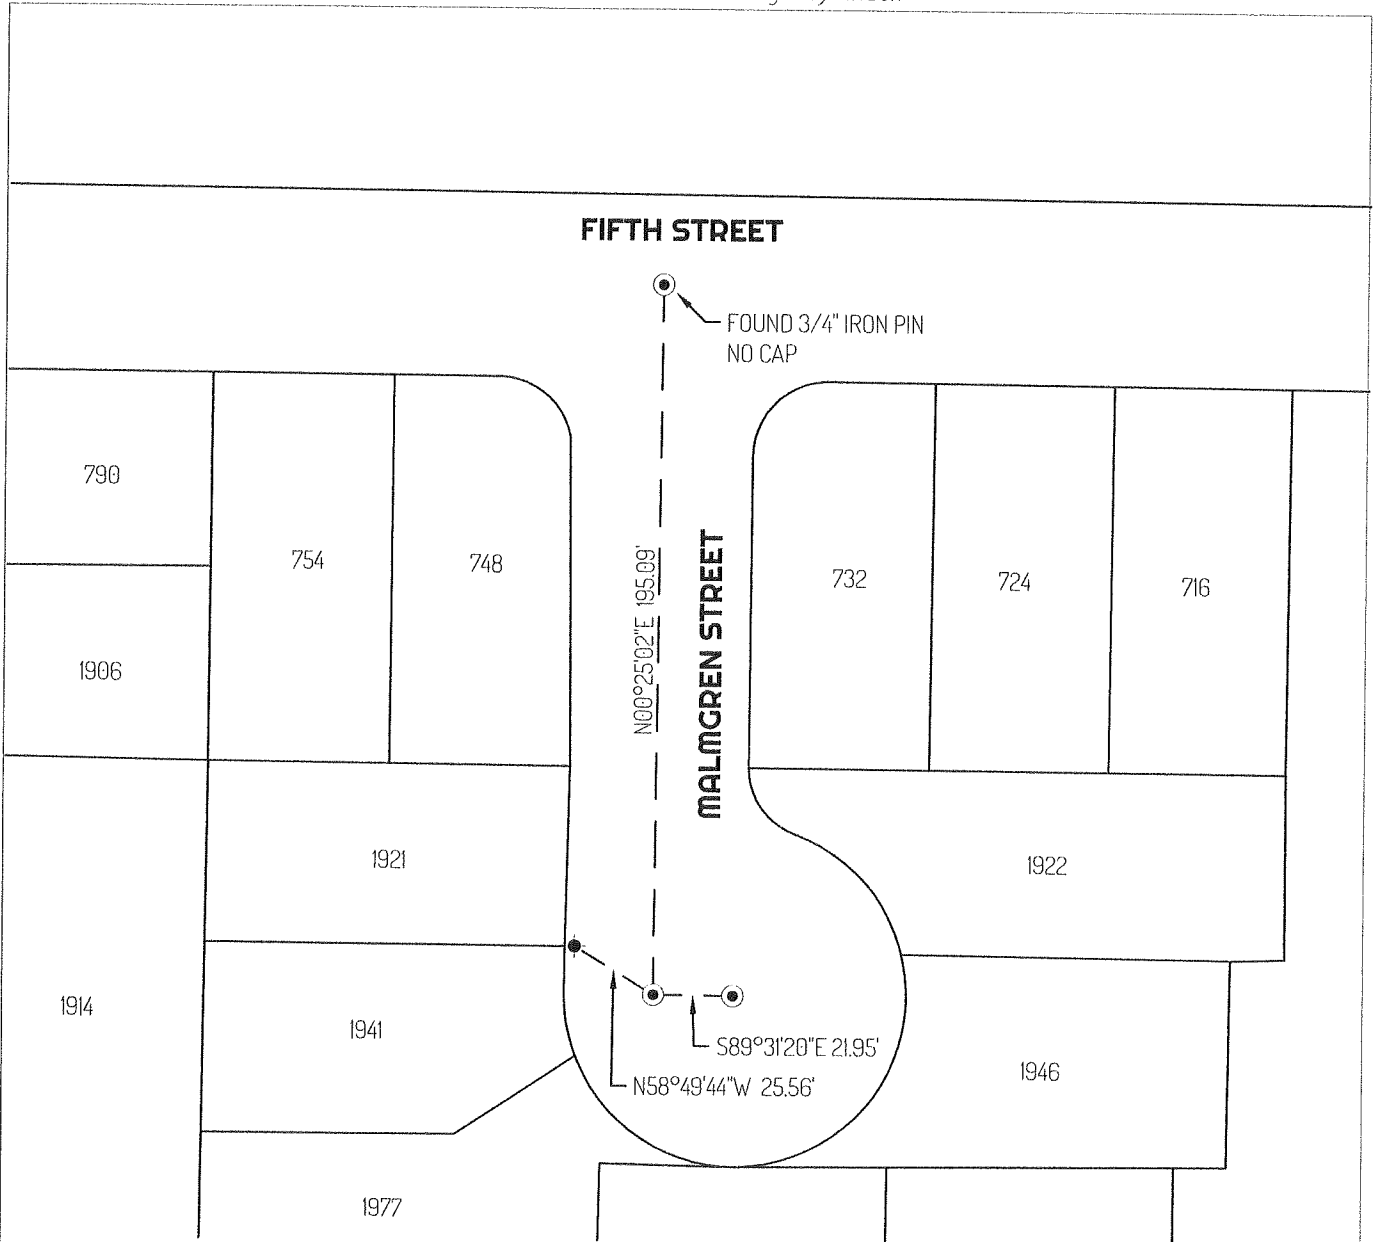 FIFTH STREET
FOUND 3/4" IRON PIN
NO CAP
790
754
748
732
724
716
N00°25'02"E 195.09'
MALMGREN STREET
1906
1921
1922
1914
1941
S89°31'20"E 21.95'
1946
N58°49'44"W 25.56'
1977